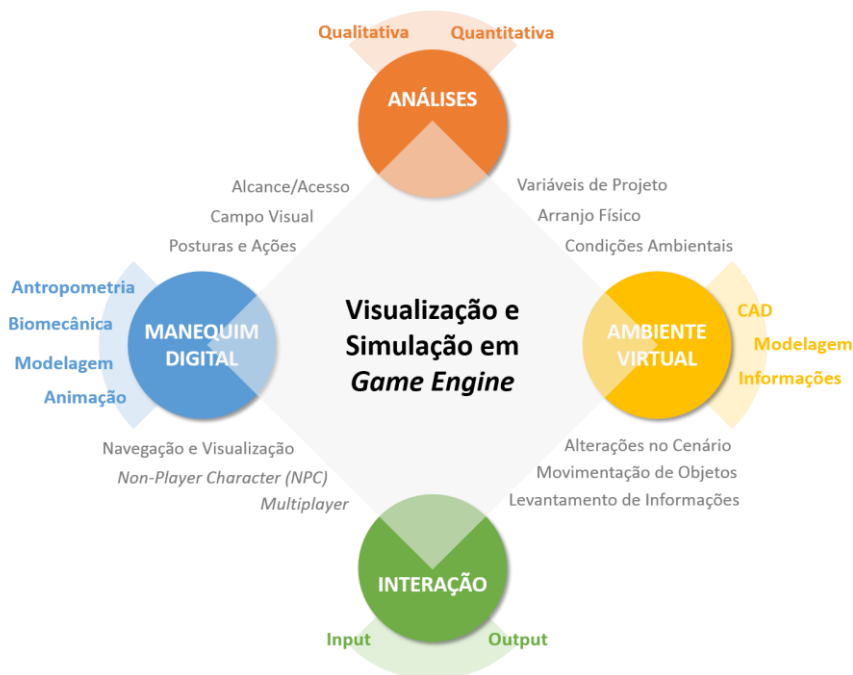 Qualitativa
Quantitativa
ANÁLISES
Alcance/Acesso
Campo Visual
Posturas e Ações
Variáveis de Projeto
Arranjo Físico
Condições Ambientais
Antropometria
Biomecânica
Modelagem
Animação
MANEQUIM
DIGITAL
Visualização e
Simulação em
Game Engine
AMBIENTE
VIRTUAL
CAD
Modelagem
Informações
Navegação e Visualização
Non-Player Character (NPC)
Multiplayer
Alterações no Cenário
Movimentação de Objetos
Levantamento de Informações
INTERAÇÃO
Input
Output